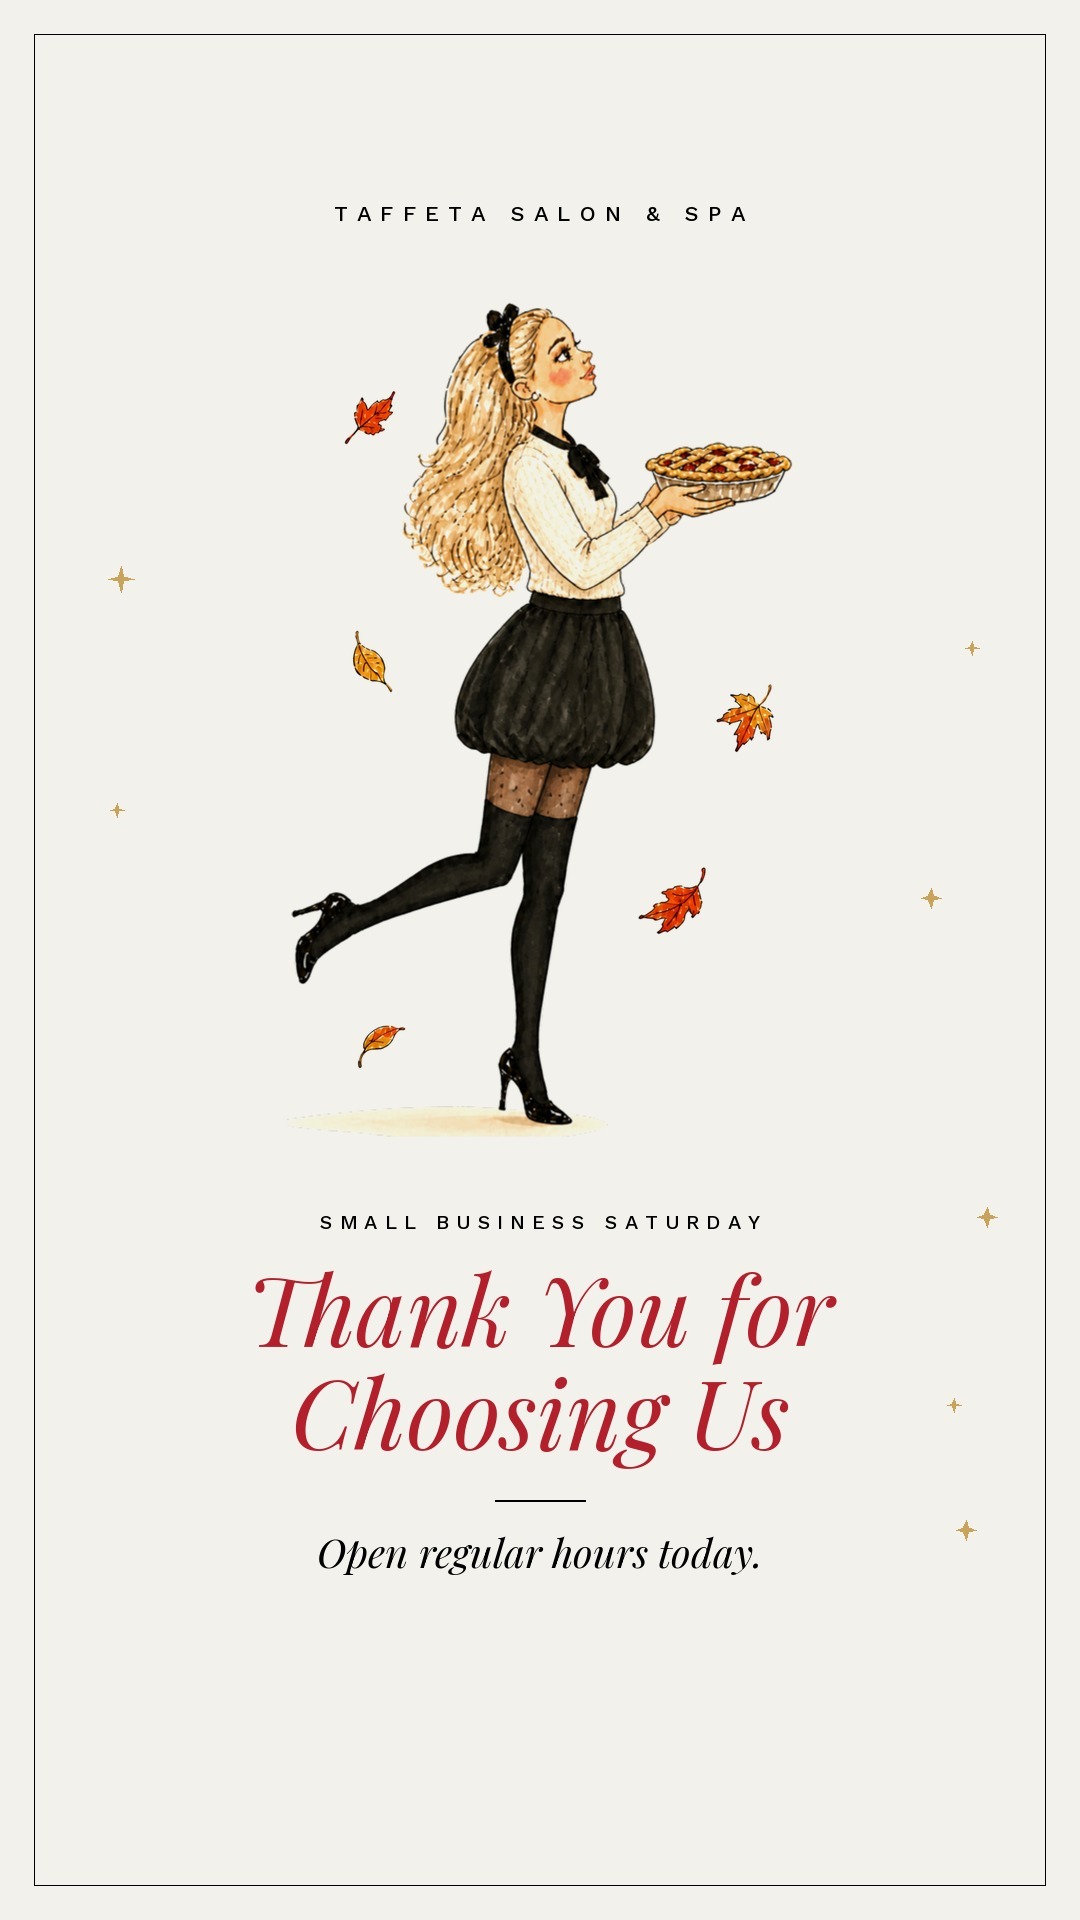 TAFFETA SALON & SPA
SMALL BUSINESS SATURDAY
Thank You for
Choosing Us
Open regular hours today.